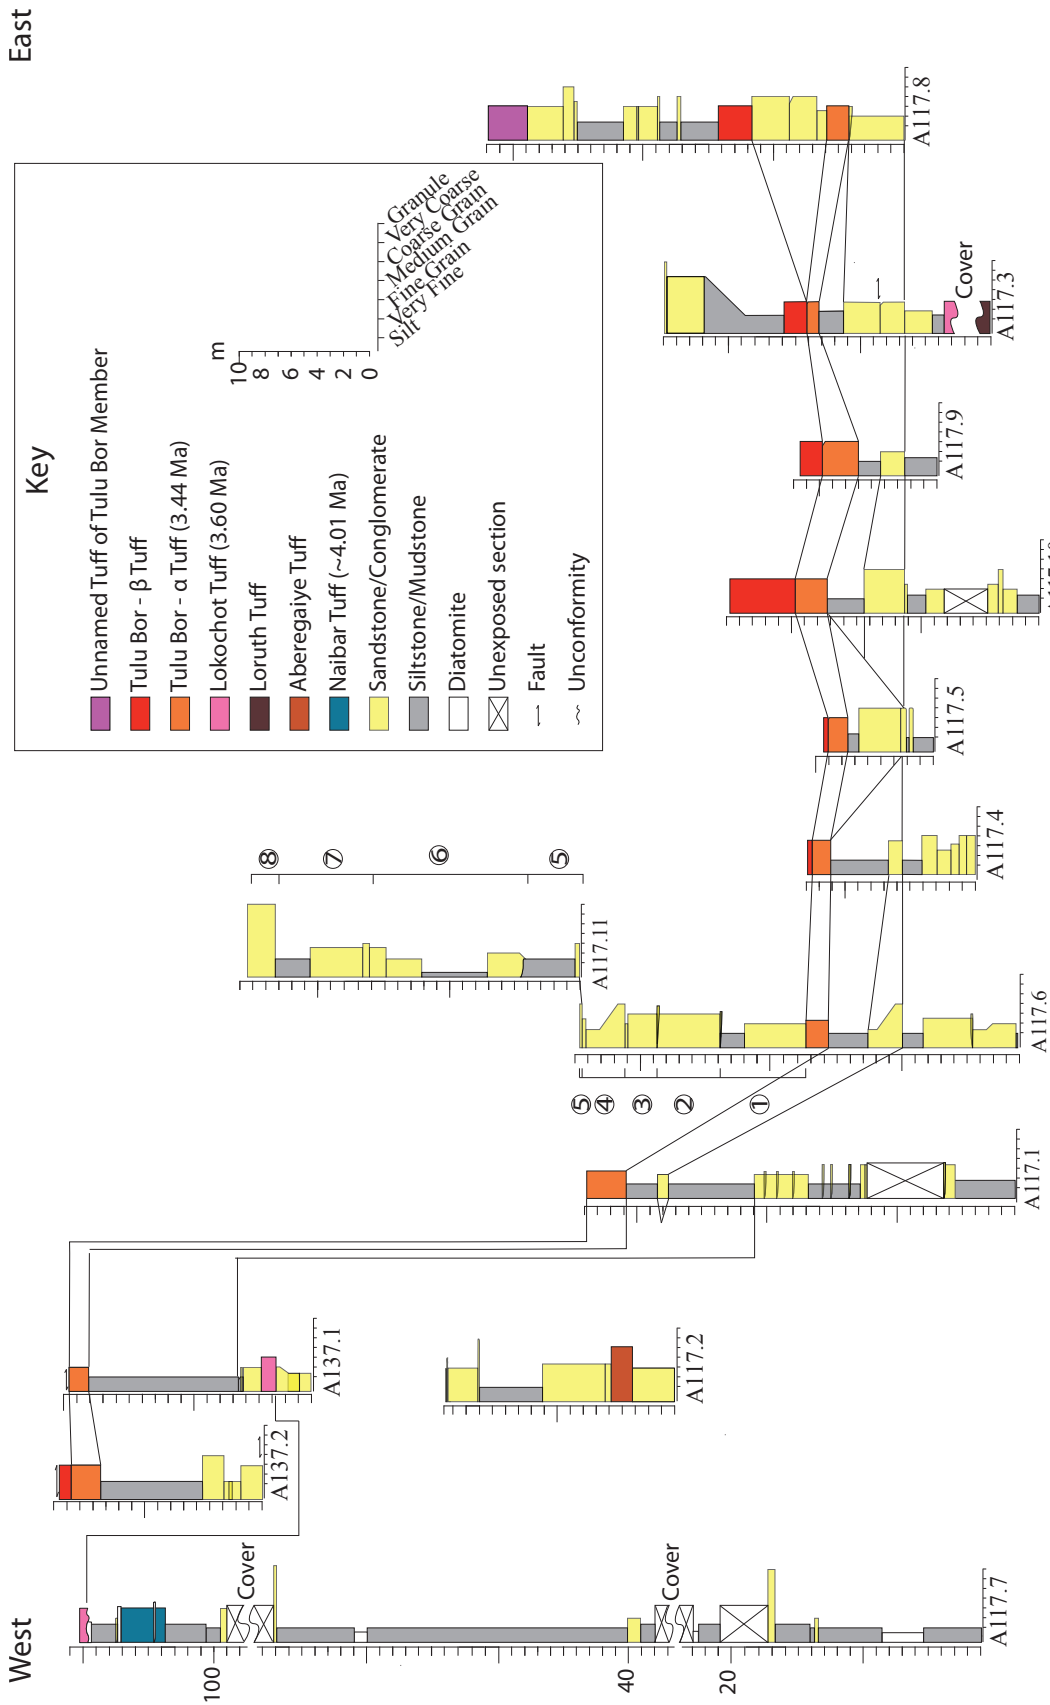 West
East
Key
Unnamed Tuff of Tulu Bor Member
Tulu Bor - β Tuff
Tulu Bor - α Tuff (3.44 Ma)
Lokochot Tuff (3.60 Ma)
Loruth Tuff
Aberegaiye Tuff
Naibar Tuff (~4.01 Ma)
Sandstone/Conglomerate
Siltstone/Mudstone
Diatomite
Unexposed section
Fault
Unconformity
m
10
8
6
4
2
0
Granule
Very Coarse
Coarse Grain
Medium Grain
Fine Grain
Very Fine
Silt
100
40
20
Cover
Cover
A117.7
A137.2
A137.1
A117.2
A117.1
⑤
④
③
②
①
A117.6
⑧
⑦
⑥
⑤
A117.11
A117.4
A117.5
A117.9
Cover
A117.3
A117.8